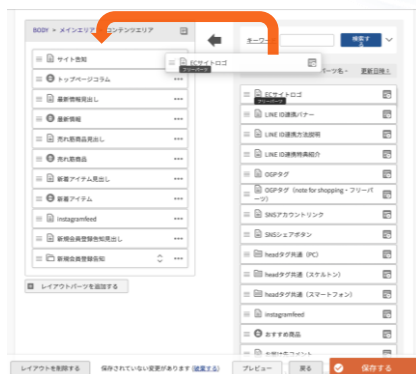 BODY > メインエリア > コンテンツエリア
サイト告知
トップページコラム
最新情報見出し
最新情報
売れ筋商品見出し
売れ筋商品
新着アイテム見出し
新着アイテム
Instagramfeed
新規会員登録告知見出し
新規会員登録告知
レイアウトパーツを追加する
ECサイトロゴ
フリーパーツ
キーワード
検索する
パーツ名
更新日時
ECサイトロゴ
フリーパーツ
LINE ID連携バナー
LINE ID連携方法説明
LINE ID連携特典紹介
OGPタグ
OGPタグ（note for shopping・フリーパーツ）
SNSアカウントリンク
SNSシェアボタン
headタグ共通（PC）
headタグ共通（スケルトン）
headタグ共通（スマートフォン）
instagramfeed
おすすめ商品
レイアウトを削除する
保存されていない変更があります (破棄する)
プレビュー
戻る
保存する